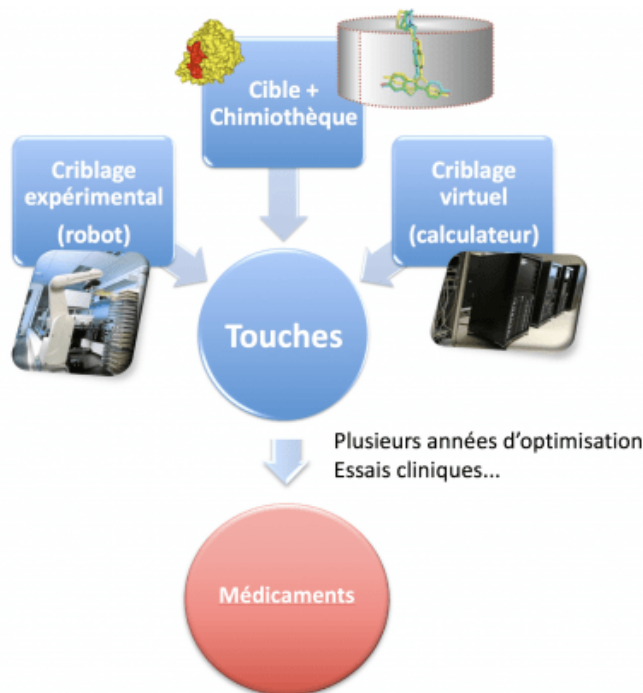 Cible +
Chimiothèque
Criblage
expérimental
(robot)
Criblage
virtuel
(calculateur)
Touches
Plusieurs années d’optimisation
Essais cliniques...
Médicaments